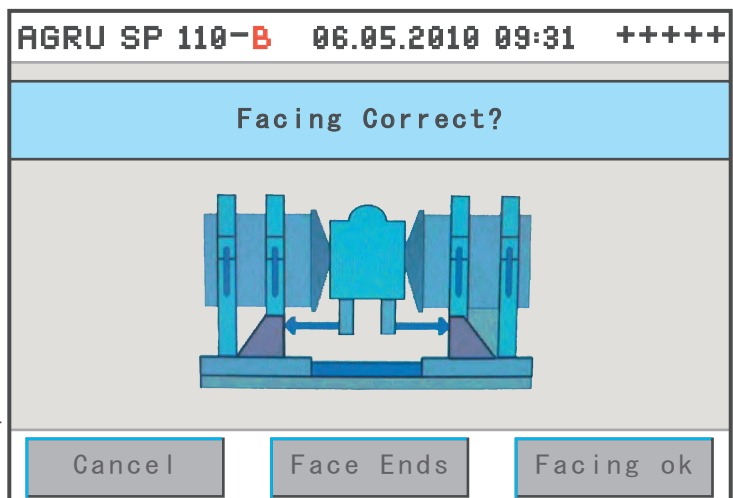 AGRU SP 110-B 06.05.2010 09:31 +++++
Facing Correct?
Cancel Face Ends Facing ok